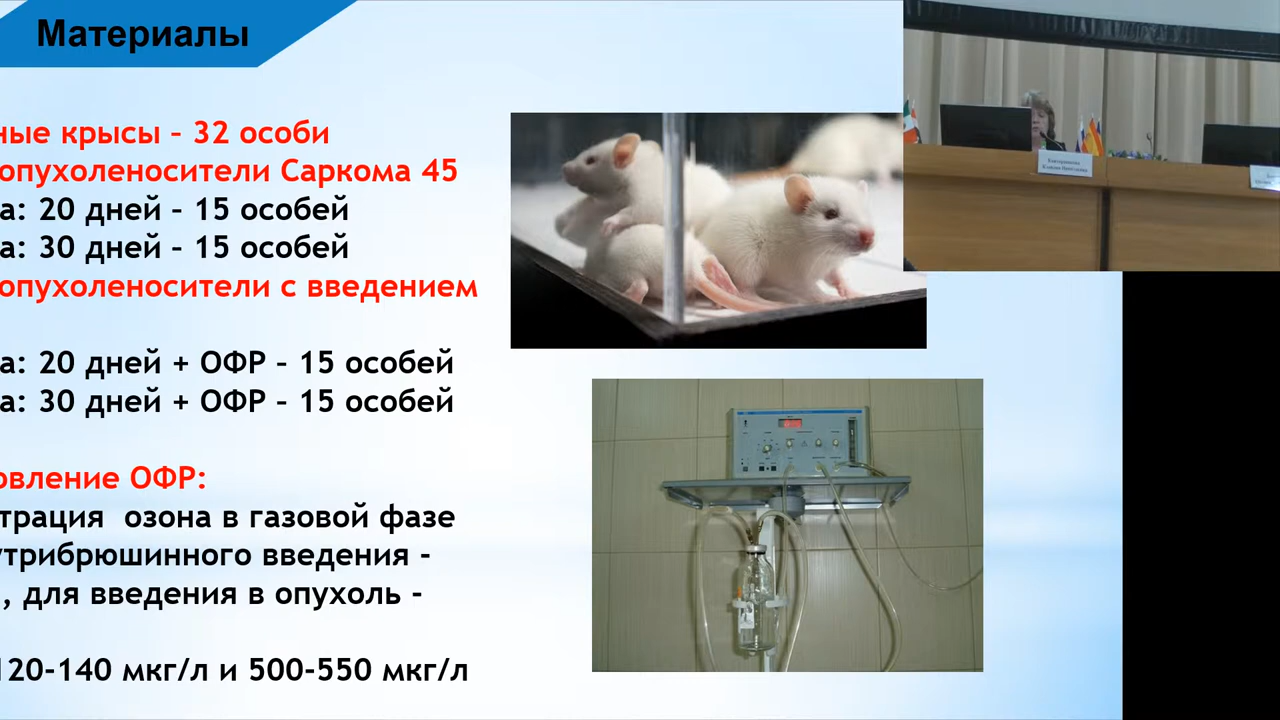 Материалы
ные крысы – 32 особи
опухоленосители Саркома 45
а: 20 дней – 15 особей
а: 30 дней – 15 особей
опухоленосители с введением
а: 20 дней + ОФР – 15 особей
а: 30 дней + ОФР – 15 особей
овление ОФР:
трация озона в газовой фазе
утрибрюшинного введения -
, для введения в опухоль -
120-140 мкг/л и 500-550 мкг/л